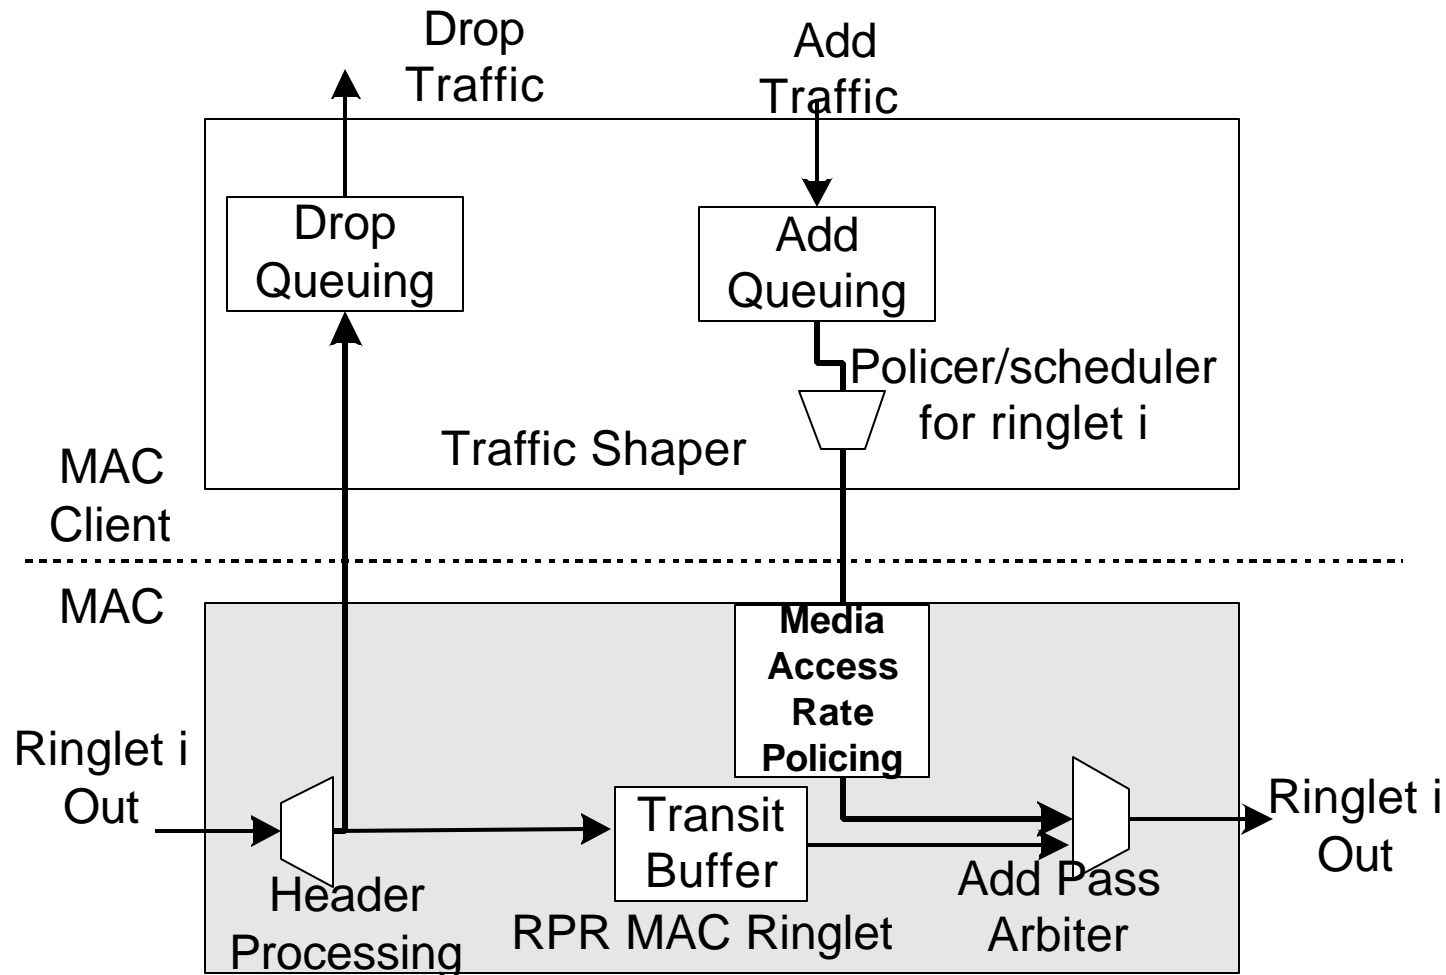 Drop
Traffic
Add
Traffic
Drop
Queuing
Add
Queuing
Policer/scheduler
for ringlet i
Traffic Shaper
MAC
Client
MAC
Media
Access
Rate
Policing
Ringlet i
Out
Transit
Buffer
Ringlet i
Out
Header
Processing
RPR MAC Ringlet
Add Pass
Arbiter